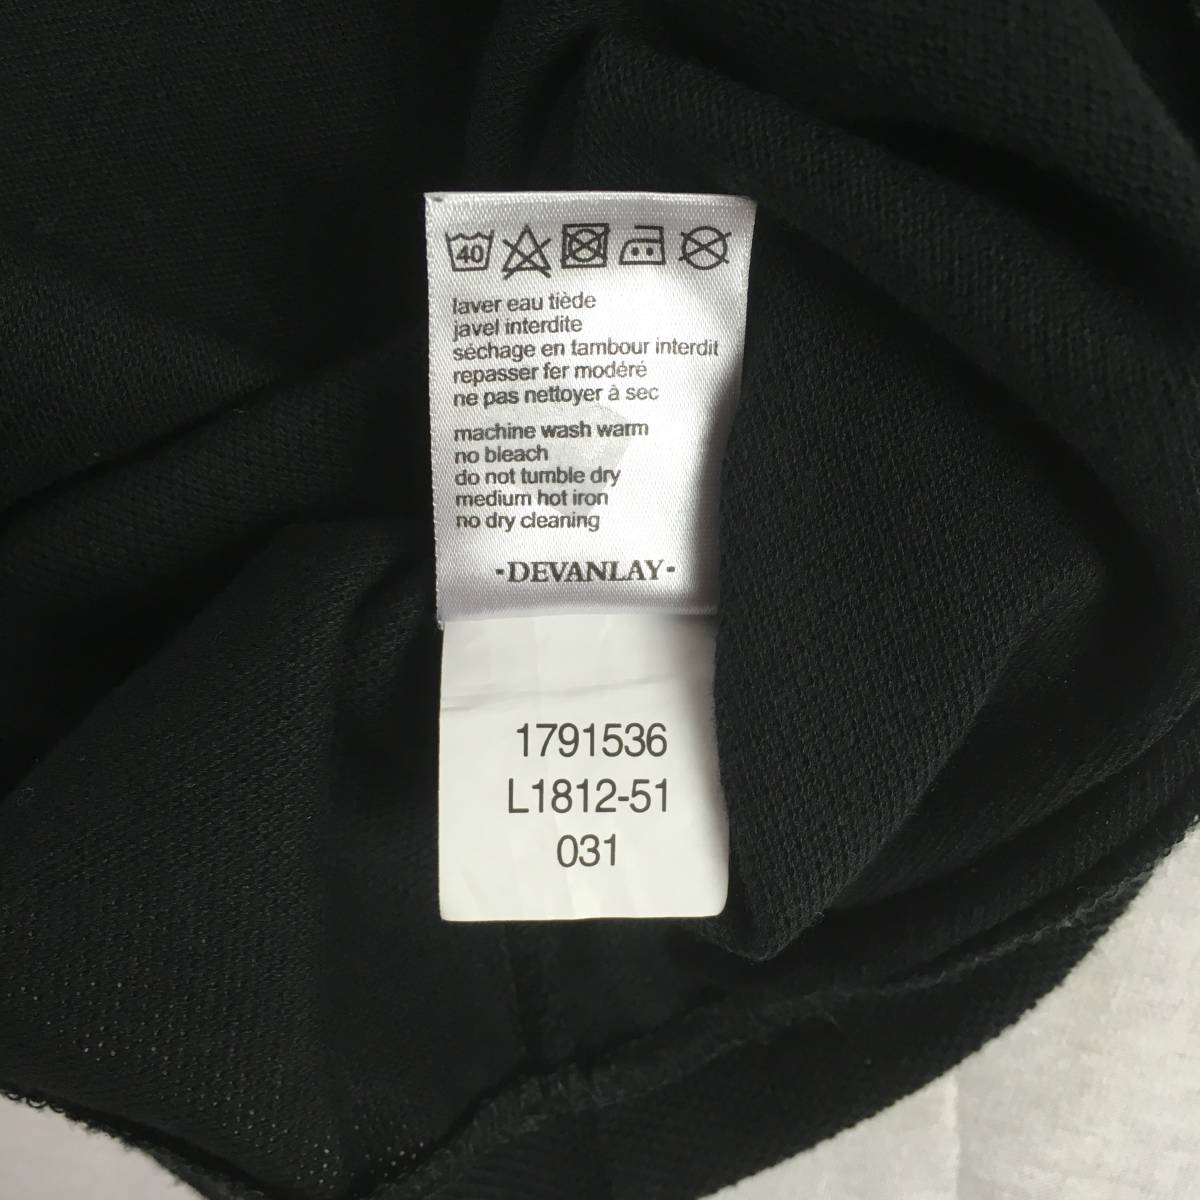 40
laver eau tiède
javel interdite
séchage en tambour interdit
repasser fer modéré
ne pas nettoyer à sec
machine wash warm
no bleach
do not tumble dry
medium hot iron
no dry cleaning
-DEVANLAY-
1791536
L1812-51
031